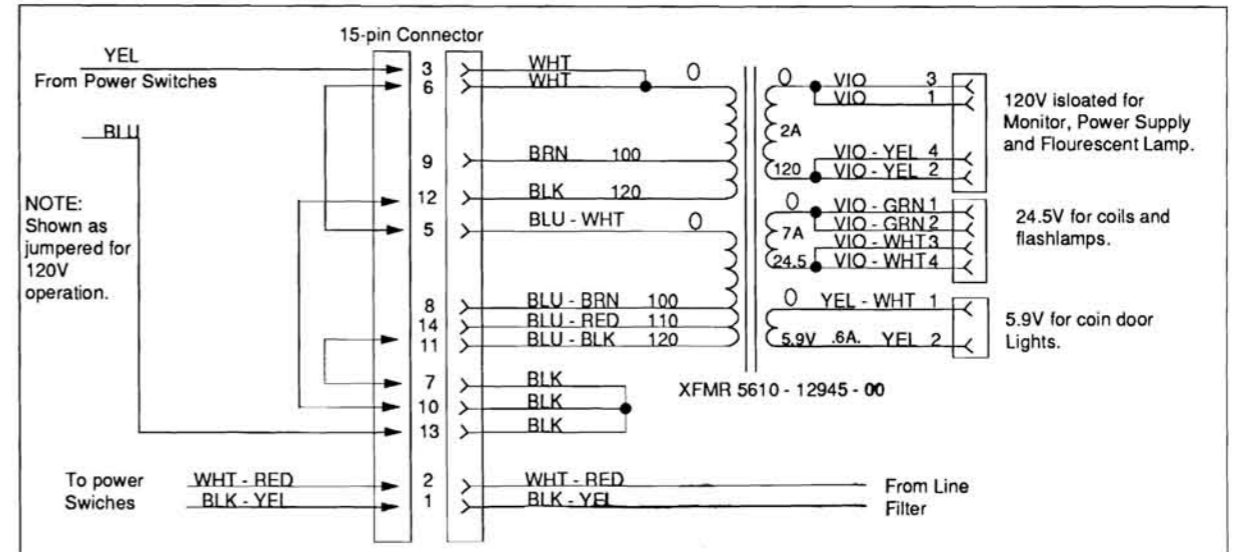 15-pin Connector
YEL
From Power Switches
BLU
NOTE:
Shown as
jumpered for
120V
operation.
3
6
9
12
5
8
14
11
7
10
13
2
1
WHT
WHT
BRN 100
BLK 120
BLU - WHT
BLU - BRN 100
BLU - RED 110
BLU - BLK 120
BLK
BLK
BLK
0
0
0 VIO 3
VIO 1
2A
VIO - YEL 4
120 VIO - YEL 2
0 VIO - GRN 1
VIO - GRN 2
7A VIO - WHT 3
24.5 VIO - WHT 4
0 YEL - WHT 1
5.9V .6A. YEL 2
120V isloated for
Monitor, Power Supply
and Flourescent Lamp.
24.5V for coils and
flashlamps.
5.9V for coin door
Lights.
XFMR 5610 - 12945 - 00
To power
Swiches
WHT - RED
BLK - YEL
WHT - RED
BLK - YEL
From Line
Filter